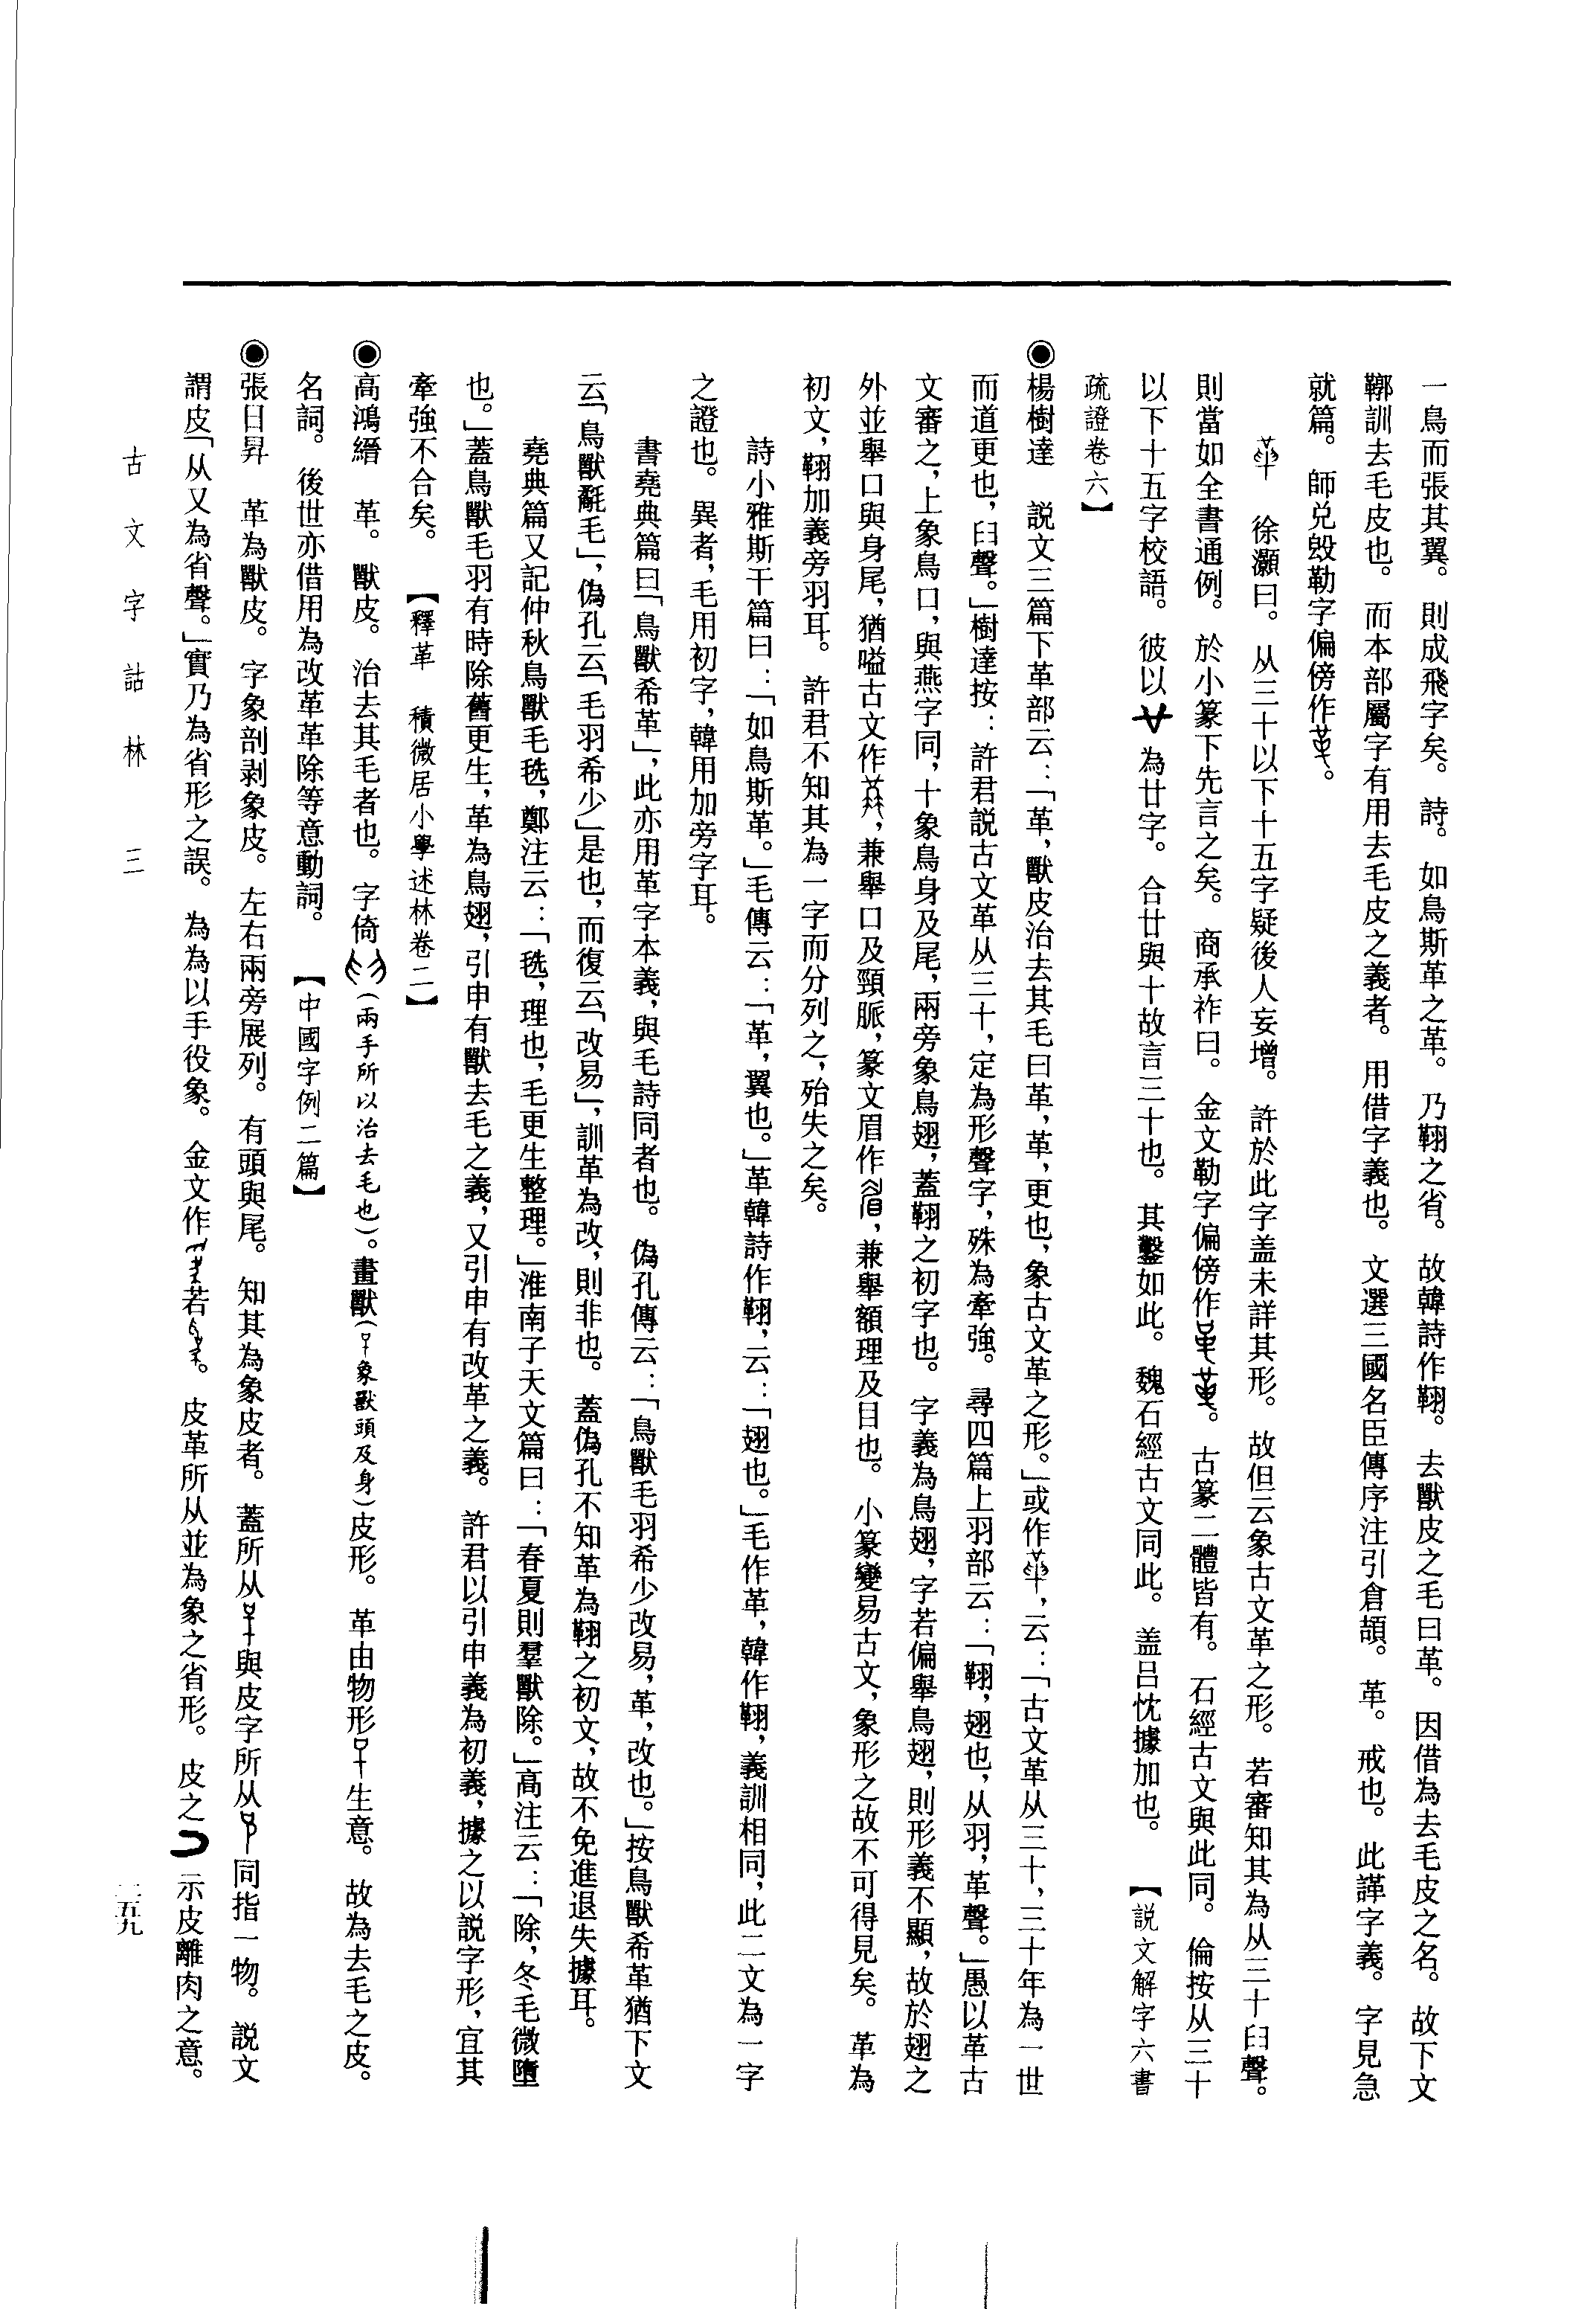 一鳥而張其翼。則成飛字矣。詩。如鳥斯革之革。乃䩯之省。故韓詩作䩯。去獸皮之毛曰革。因借為去毛皮之名。故下文
鞹訓去毛皮也。而本部屬字有用去毛皮之義者。用借字義也。文選三國名臣傳序注引倉頡。革。戒也。此謹字義。字見急
就篇。師兌𣪘勒字偏傍作。
徐灝曰。从三十以下十五字疑後人妄增。許於此字盖未詳其形。故但云象古文革之形。若審知其為从三十𦥑聲。
則當如全書通例。於小篆下先言之矣。商承祚曰。金文勒字偏傍作。古篆二體皆有。石經古文與此同。倫按从三十
以下十五字校語。彼以為廿字。合廿與十故言三十也。其鑿如此。魏石經古文同此。盖呂忱據加也。【說文解字六書
疏證卷六】
◉楊樹達　說文三篇下革部云：「革，獸皮治去其毛曰革，革，更也，象古文革之形。」或作，云：「古文革从三十，三十年為一世
而道更也，𦥑聲。」樹達按：許君說古文革从三十，定為形聲字，殊為牽強。尋四篇上羽部云：「䩯，翅也，从羽，革聲。」愚以革古
文審之，上象鳥口，與燕字同，十象鳥身及尾，兩旁象鳥翅，蓋䩯之初字也。字義為鳥翅，字若偏舉鳥翅，則形義不顯，故於翅之
外並舉口與身尾，猶嗌古文作，兼舉口及頸脈，篆文眉作，兼舉額理及目也。小篆變易古文，象形之故不可得見矣。革為
初文，䩯加義旁羽耳。許君不知其為一字而分列之，殆失之矣。
詩小雅斯干篇曰：「如鳥斯革。」毛傳云：「革，翼也。」革韓詩作䩯，云：「翅也。」毛作革，韓作䩯，義訓相同，此二文為一字
之證也。異者，毛用初字，韓用加旁字耳。
書堯典篇曰「鳥獸希革」，此亦用革字本義，與毛詩同者也。偽孔傳云：「鳥獸毛羽希少改易，革，改也。」按鳥獸希革猶下文
云「鳥獸氄毛」，偽孔云「毛羽希少」是也，而復云「改易」，訓革為改，則非也。蓋偽孔不知革為䩯之初文，故不免進退失據耳。
堯典篇又記仲秋鳥獸毛毨，鄭注云：「毨，理也，毛更生整理。」淮南子天文篇曰：「春夏則羣獸除。」高注云：「除，冬毛微墮
也。」蓋鳥獸毛羽有時除舊更生，革為鳥翅，引申有獸去毛之義，又引申有改革之義。許君以引申義為初義，據之以說字形，宜其
牽強不合矣。【釋革　積微居小學述林卷二】
◉高鴻縉　革。獸皮。治去其毛者也。字倚（兩手所以治去毛也）。畫獸（象獸頭及身）皮形。革由物形生意。故為去毛之皮。
名詞。後世亦借用為改革革除等意動詞。【中國字例二篇】
◉張日昇　革為獸皮。字象剖剥象皮。左右兩旁展列。有頭與尾。知其為象皮者。蓋所从與皮字所从同指一物。説文
謂皮「从又為省聲。」實乃為省形之誤。為為以手役象。金文作若。皮革所从並為象之省形。皮之示皮離肉之意。
古文字詁林　三
二五九